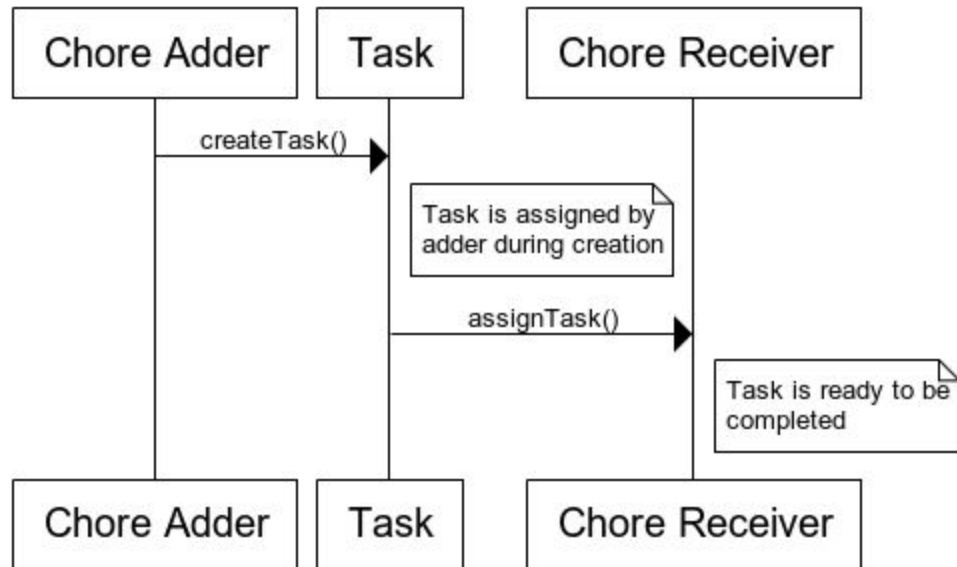 Chore Adder
Task
Chore Receiver
createTask()
Task is assigned by
adder during creation
assignTask()
Task is ready to be
completed
Chore Adder
Task
Chore Receiver